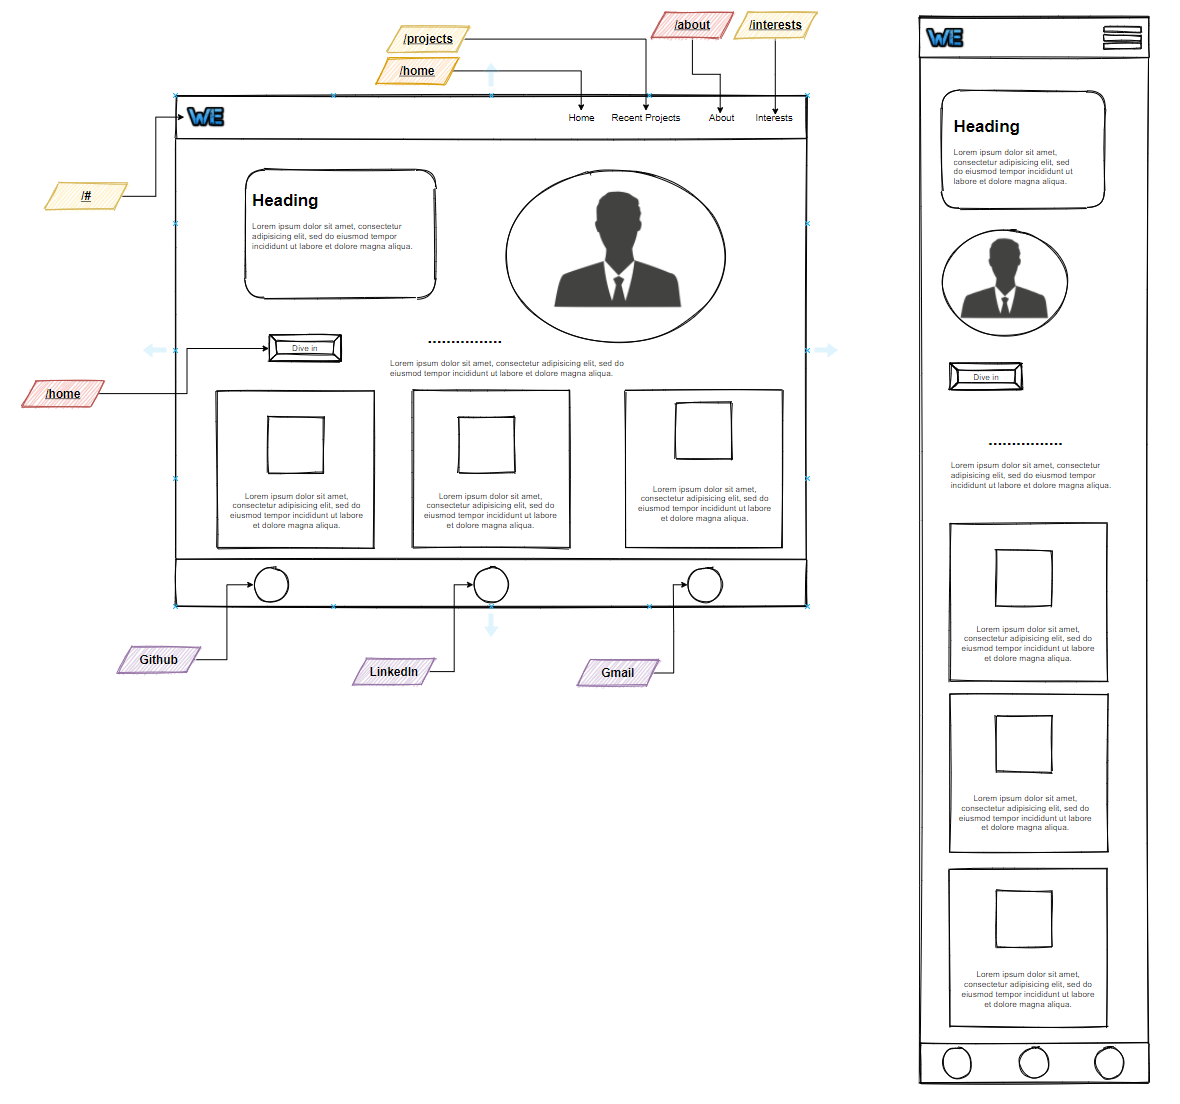 /about
/interests
/projects
/home
WE
Home
Recent Projects
About
Interests
/#
Heading
Lorem ipsum dolor sit amet, consectetur
adipisicing elit, sed do eiusmod tempor
incididunt ut labore et dolore magna aliqua.
Dive in
................
Lorem ipsum dolor sit amet, consectetur adipisicing elit, sed do
eiusmod tempor incididunt ut labore et dolore magna aliqua.
/home
Lorem ipsum dolor sit amet,
consectetur adipisicing elit, sed do
eiusmod tempor incididunt ut labore
et dolore magna aliqua.
Lorem ipsum dolor sit amet,
consectetur adipisicing elit, sed do
eiusmod tempor incididunt ut labore
et dolore magna aliqua.
Lorem ipsum dolor sit amet,
consectetur adipisicing elit, sed do
eiusmod tempor incididunt ut labore
et dolore magna aliqua.
Github
LinkedIn
Gmail
WE
Heading
Lorem ipsum dolor sit amet,
consectetur adipisicing elit, sed
do eiusmod tempor incididunt ut
labore et dolore magna aliqua.
Dive in
................
Lorem ipsum dolor sit amet, consectetur
adipisicing elit, sed do eiusmod tempor
incididunt ut labore et dolore magna aliqua.
Lorem ipsum dolor sit amet,
consectetur adipisicing elit, sed do
eiusmod tempor incididunt ut labore
et dolore magna aliqua.
Lorem ipsum dolor sit amet,
consectetur adipisicing elit, sed do
eiusmod tempor incididunt ut labore
et dolore magna aliqua.
Lorem ipsum dolor sit amet,
consectetur adipisicing elit, sed do
eiusmod tempor incididunt ut labore
et dolore magna aliqua.